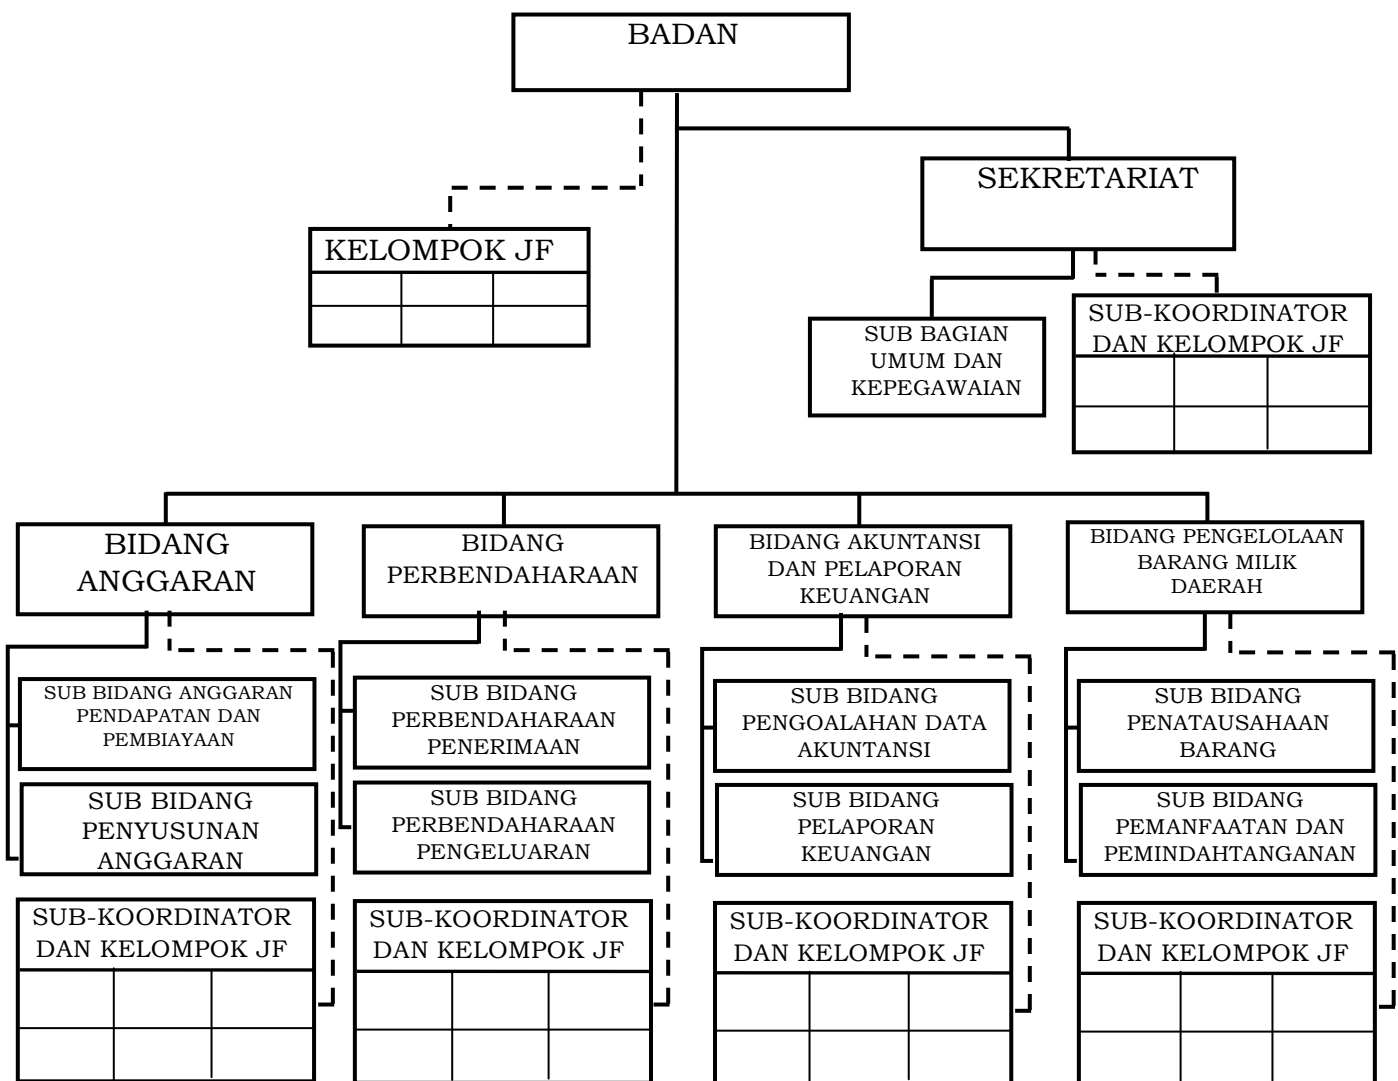 BADAN
SEKRETARIAT
KELOMPOK JF
SUB BAGIAN
UMUM DAN
KEPEGAWAIAN
SUB-KOORDINATOR
DAN KELOMPOK JF
BIDANG
ANGGARAN
BIDANG
PERBENDAHARAAN
BIDANG AKUNTANSI
DAN PELAPORAN
KEUANGAN
BIDANG PENGELOLAAN
BARANG MILIK
DAERAH
SUB BIDANG ANGGARAN
PENDAPATAN DAN
PEMBIAYAAN
SUB BIDANG
PERBENDAHARAAN
PENERIMAAN
SUB BIDANG
PENGOALAHAN DATA
AKUNTANSI
SUB BIDANG
PENATAUSAHAAN
BARANG
SUB BIDANG
PENYUSUNAN
ANGGARAN
SUB BIDANG
PERBENDAHARAAN
PENGELUARAN
SUB BIDANG
PELAPORAN
KEUANGAN
SUB BIDANG
PEMANFAATAN DAN
PEMINDAHTANGANAN
SUB-KOORDINATOR
DAN KELOMPOK JF
SUB-KOORDINATOR
DAN KELOMPOK JF
SUB-KOORDINATOR
DAN KELOMPOK JF
SUB-KOORDINATOR
DAN KELOMPOK JF